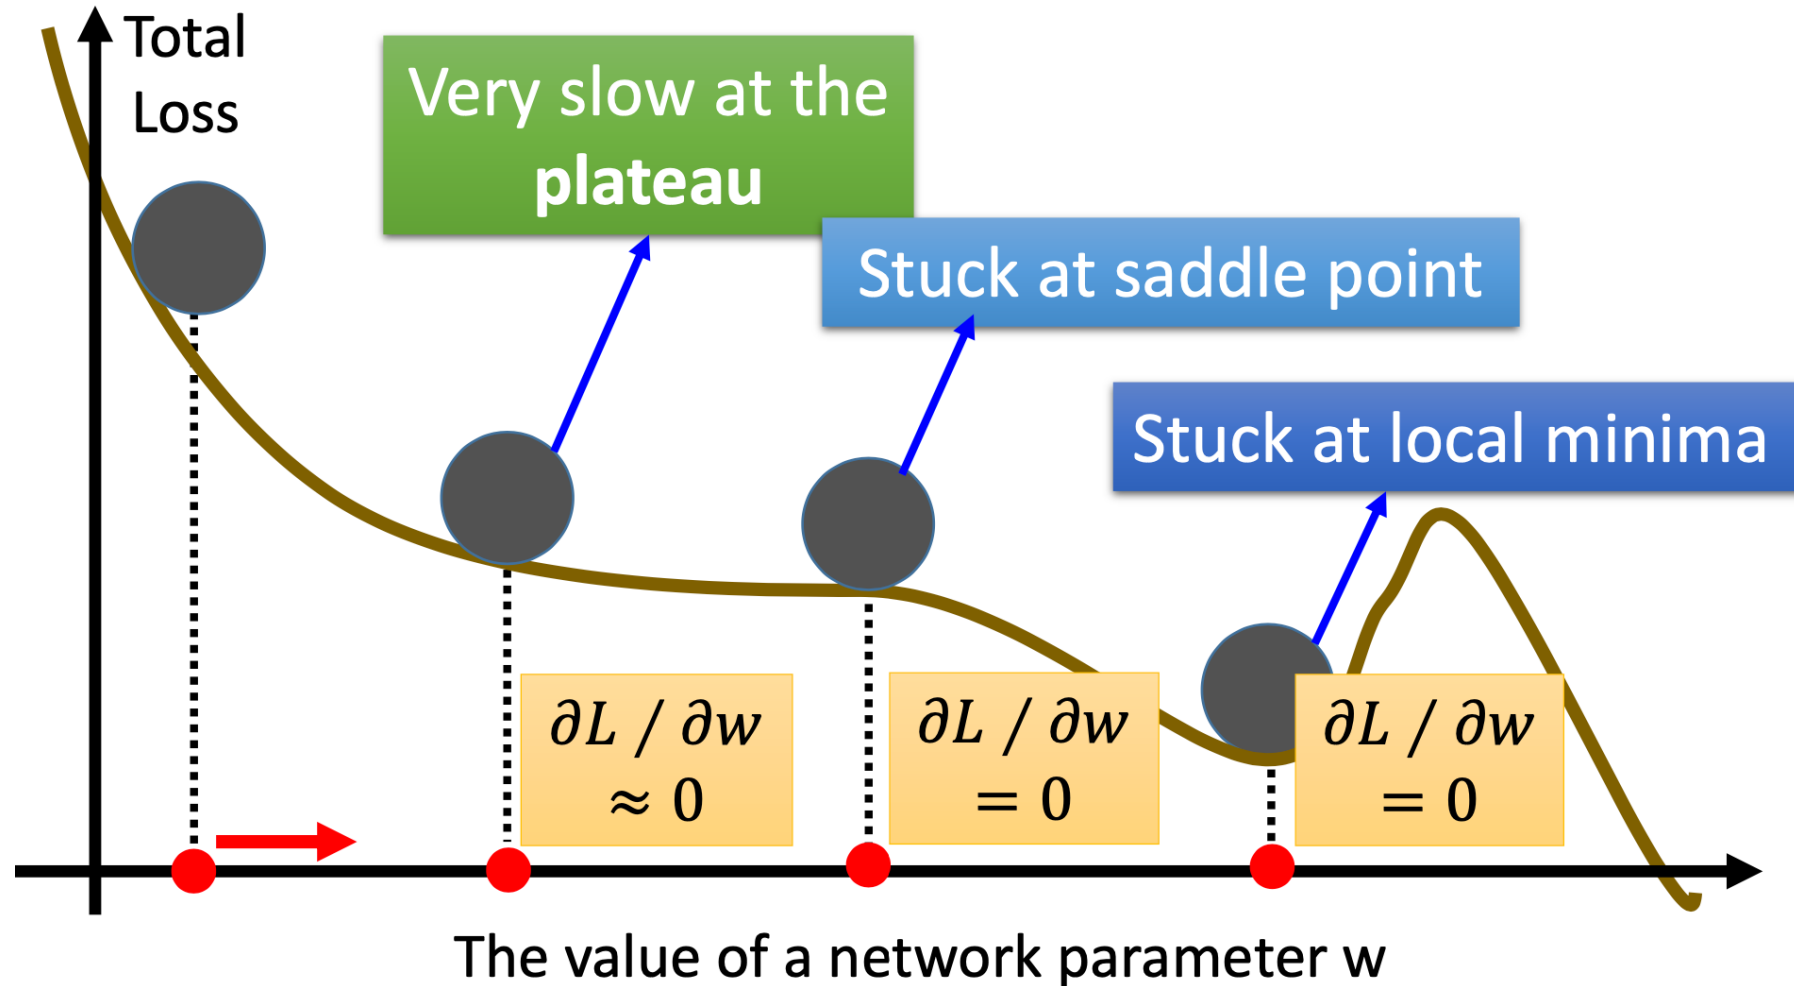 Total
Loss
Very slow at the
plateau
Stuck at saddle point
Stuck at local minima
∂L / ∂w
≈ 0
∂L / ∂w
= 0
∂L / ∂w
= 0
The value of a network parameter w